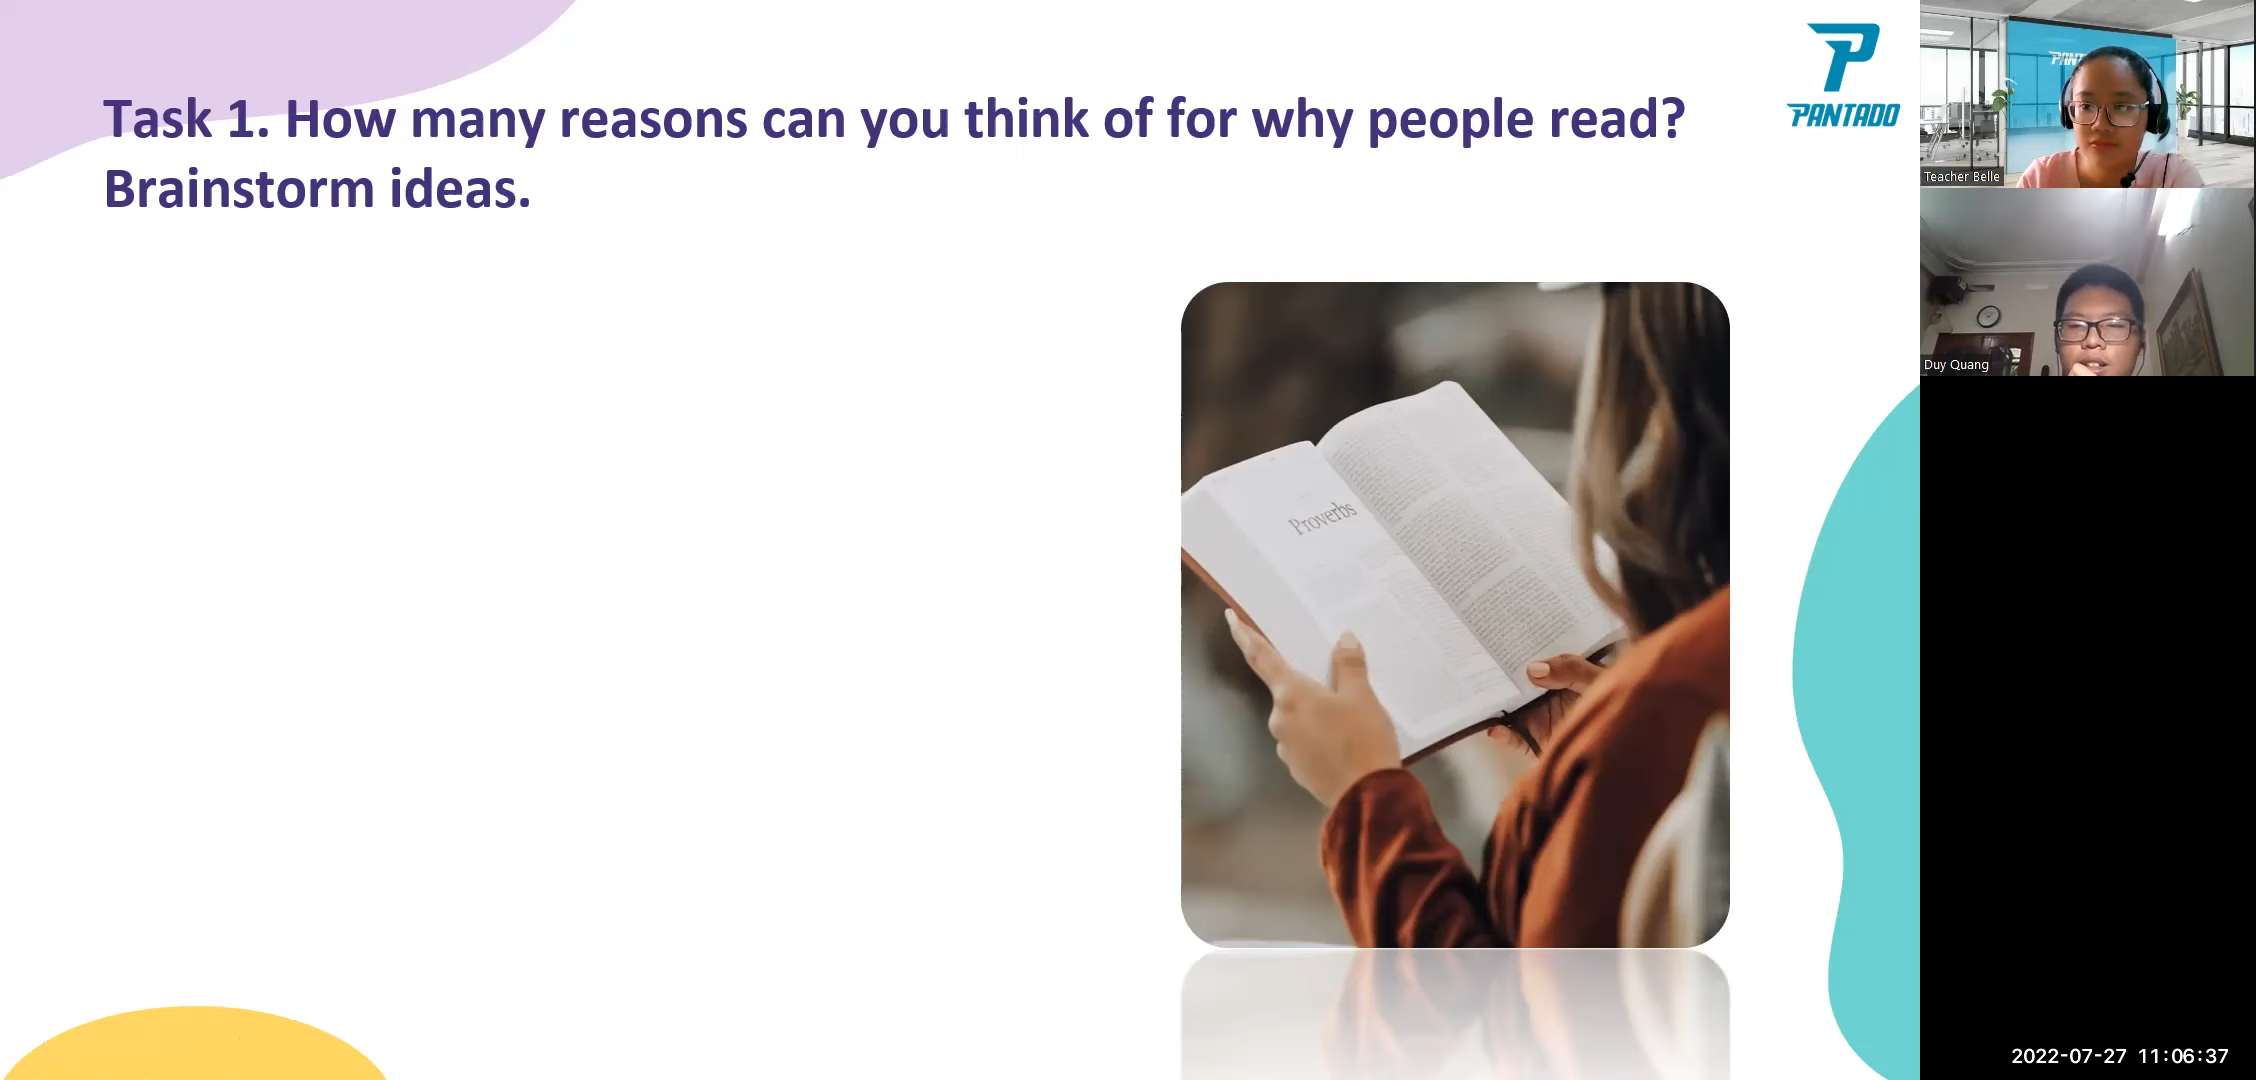 Task 1. How many reasons can you think of for why people read?
Brainstorm ideas.
PANTADO
Proverbs
Teacher Belle
Duy Quang
2022-07-27 11:06:37